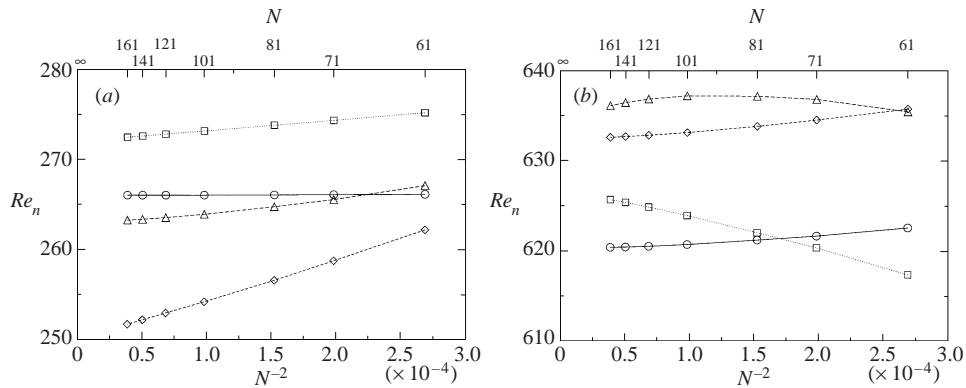 N N
161 121 101 81 71 61 161 121 101 81 71 61
∞ 141 ∞ 141
280 (a) 640 (b)
270 630
Re_n Re_n
260 620
250 610
0 0.5 1.0 1.5 2.0 2.5 3.0 0 0.5 1.0 1.5 2.0 2.5 3.0
N⁻² (× 10⁻⁴) N⁻² (× 10⁻⁴)